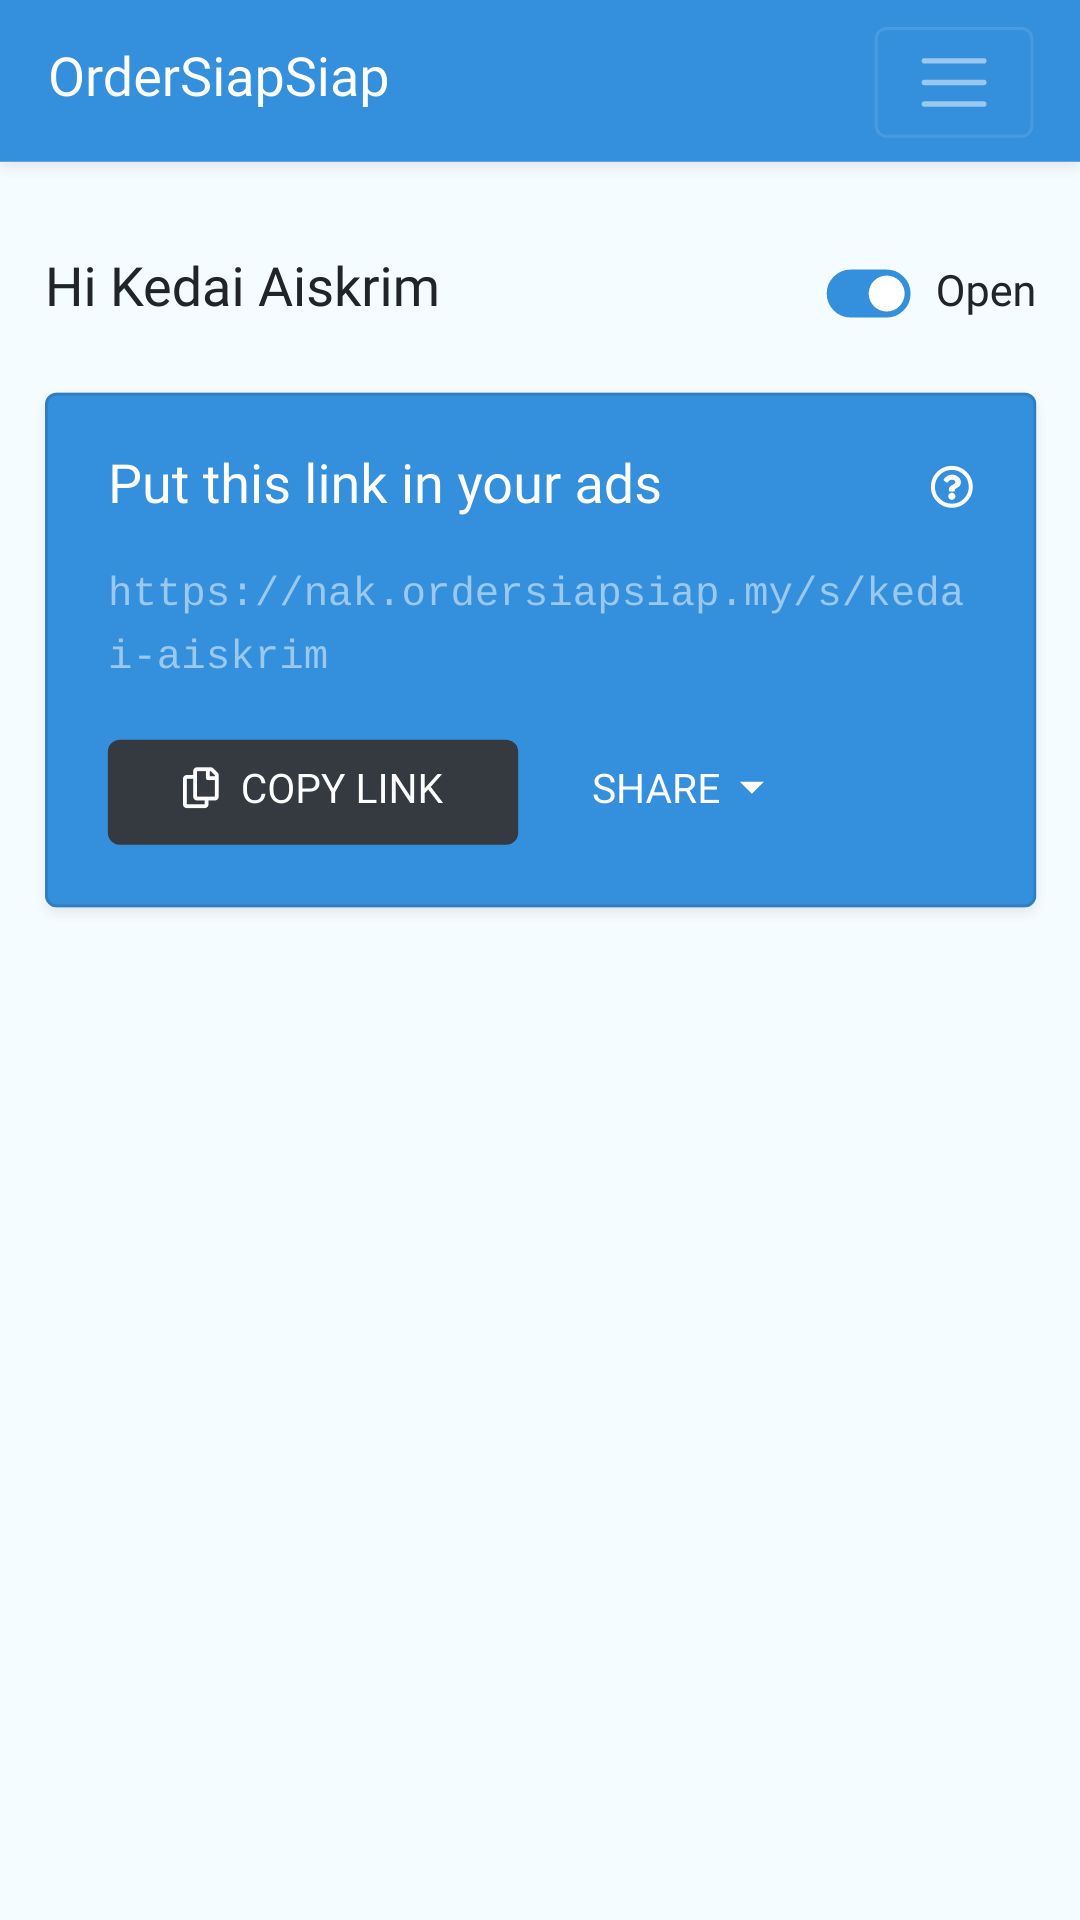 OrderSiapSiap
Hi Kedai Aiskrim
Open
Put this link in your ads
https://nak.ordersiapsiap.my/s/keda
i-aiskrim
COPY LINK
SHARE